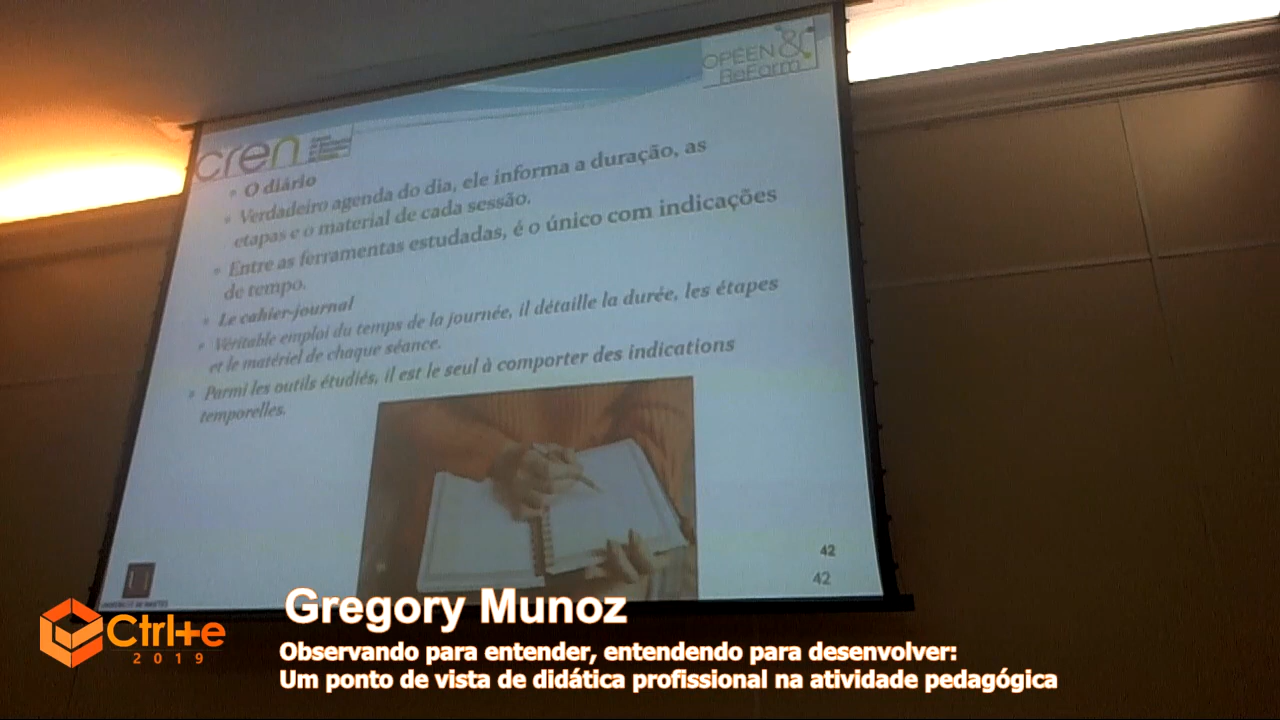 OPÉEN &
ReForm
cren
• O diário
• Verdadeiro agenda do dia, ele informa a duração, as
etapas e o material de cada sessão.
• Entre as ferramentas estudadas, é o único com indicações
de tempo.
• Le cahier-journal
• Véritable emploi du temps de la journée, il détaille la durée, les étapes
et le matériel de chaque séance.
• Parmi les outils étudiés, il est le seul à comporter des indications
temporelles.
42
42
UNIVERSITÉ DE NANTES
Gregory Munoz
Ctrl+e
2019
Observando para entender, entendendo para desenvolver:
Um ponto de vista de didática profissional na atividade pedagógica